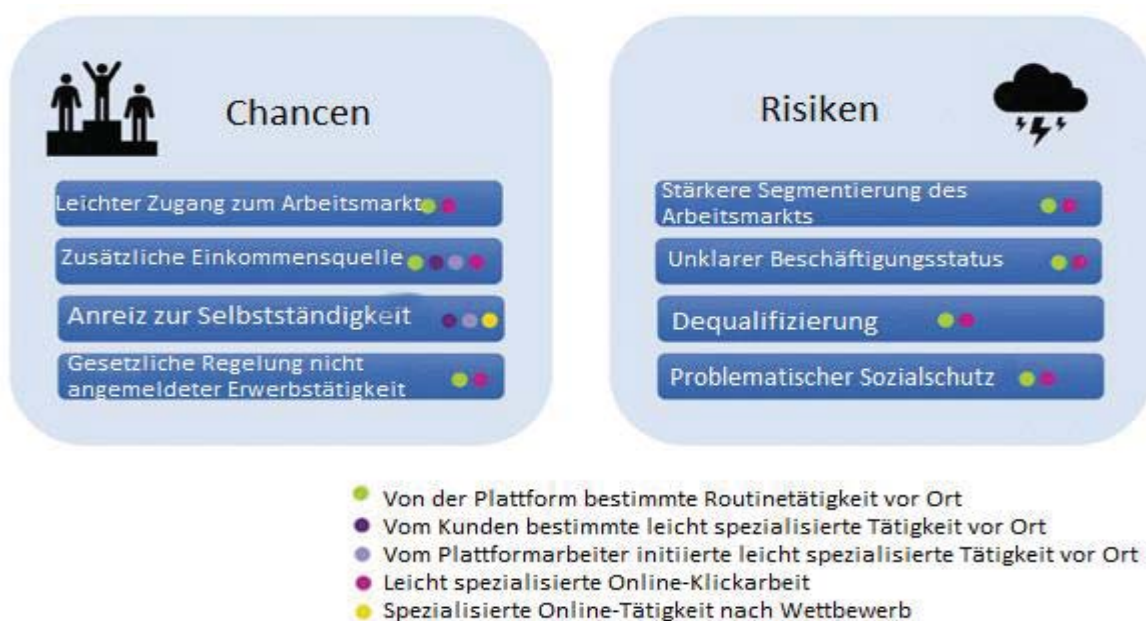 Chancen
Leichter Zugang zum Arbeitsmarkt
Zusätzliche Einkommensquelle
Anreiz zur Selbstständigkeit
Gesetzliche Regelung nicht
angemeldeter Erwerbstätigkeit
Risiken
Stärkere Segmentierung des
Arbeitsmarkts
Unklarer Beschäftigungsstatus
Dequalifizierung
Problematischer Sozialschutz
Von der Plattform bestimmte Routinetätigkeit vor Ort
Vom Kunden bestimmte leicht spezialisierte Tätigkeit vor Ort
Vom Plattformarbeiter initiierte leicht spezialisierte Tätigkeit vor Ort
Leicht spezialisierte Online-Klickarbeit
Spezialisierte Online-Tätigkeit nach Wettbewerb